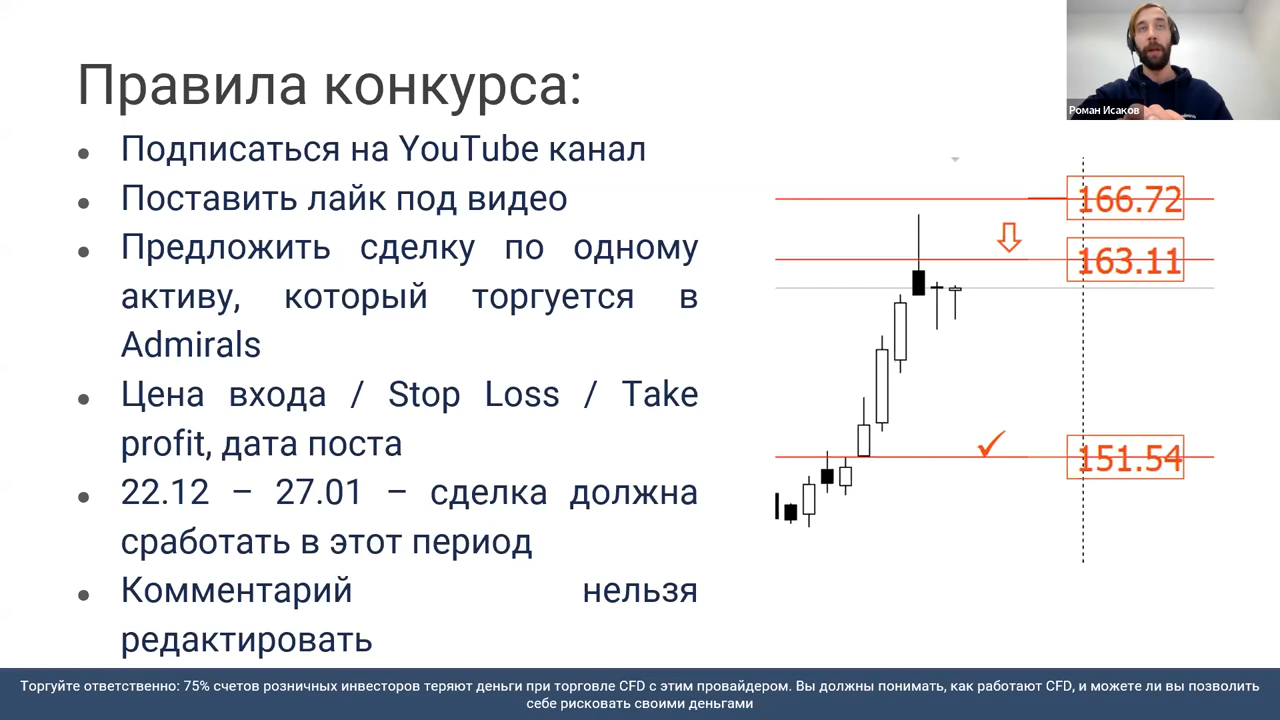 Правила конкурса:
Подписаться на YouTube канал
Поставить лайк под видео
Предложить сделку по одному
активу, который торгуется в
Admirals
Цена входа / Stop Loss / Take
profit, дата поста
22.12 – 27.01 – сделка должна
сработать в этот период
Комментарий нельзя
редактировать
Роман Исаков
166.72
163.11
151.54
Торгуйте ответственно: 75% счетов розничных инвесторов теряют деньги при торговле CFD с этим провайдером. Вы должны понимать, как работают CFD, и можете ли вы позволить
себе рисковать своими деньгами